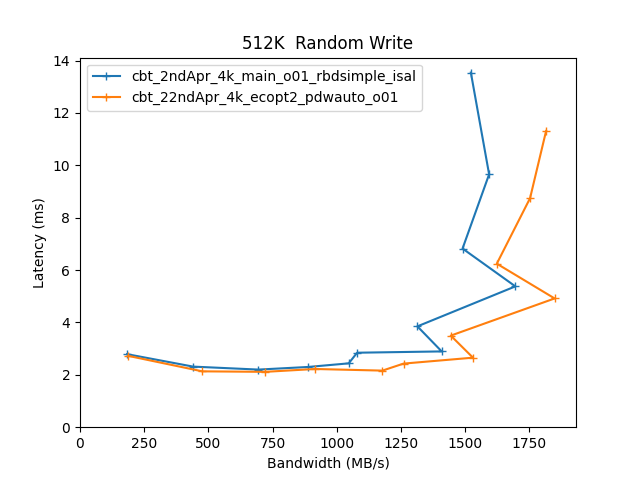 512K  Random Write
cbt_2ndApr_4k_main_o01_rbdsimple_isal
cbt_22ndApr_4k_ecopt2_pdwauto_o01
14
12
10
8
6
4
2
0
Latency (ms)
0 250 500 750 1000 1250 1500 1750
Bandwidth (MB/s)